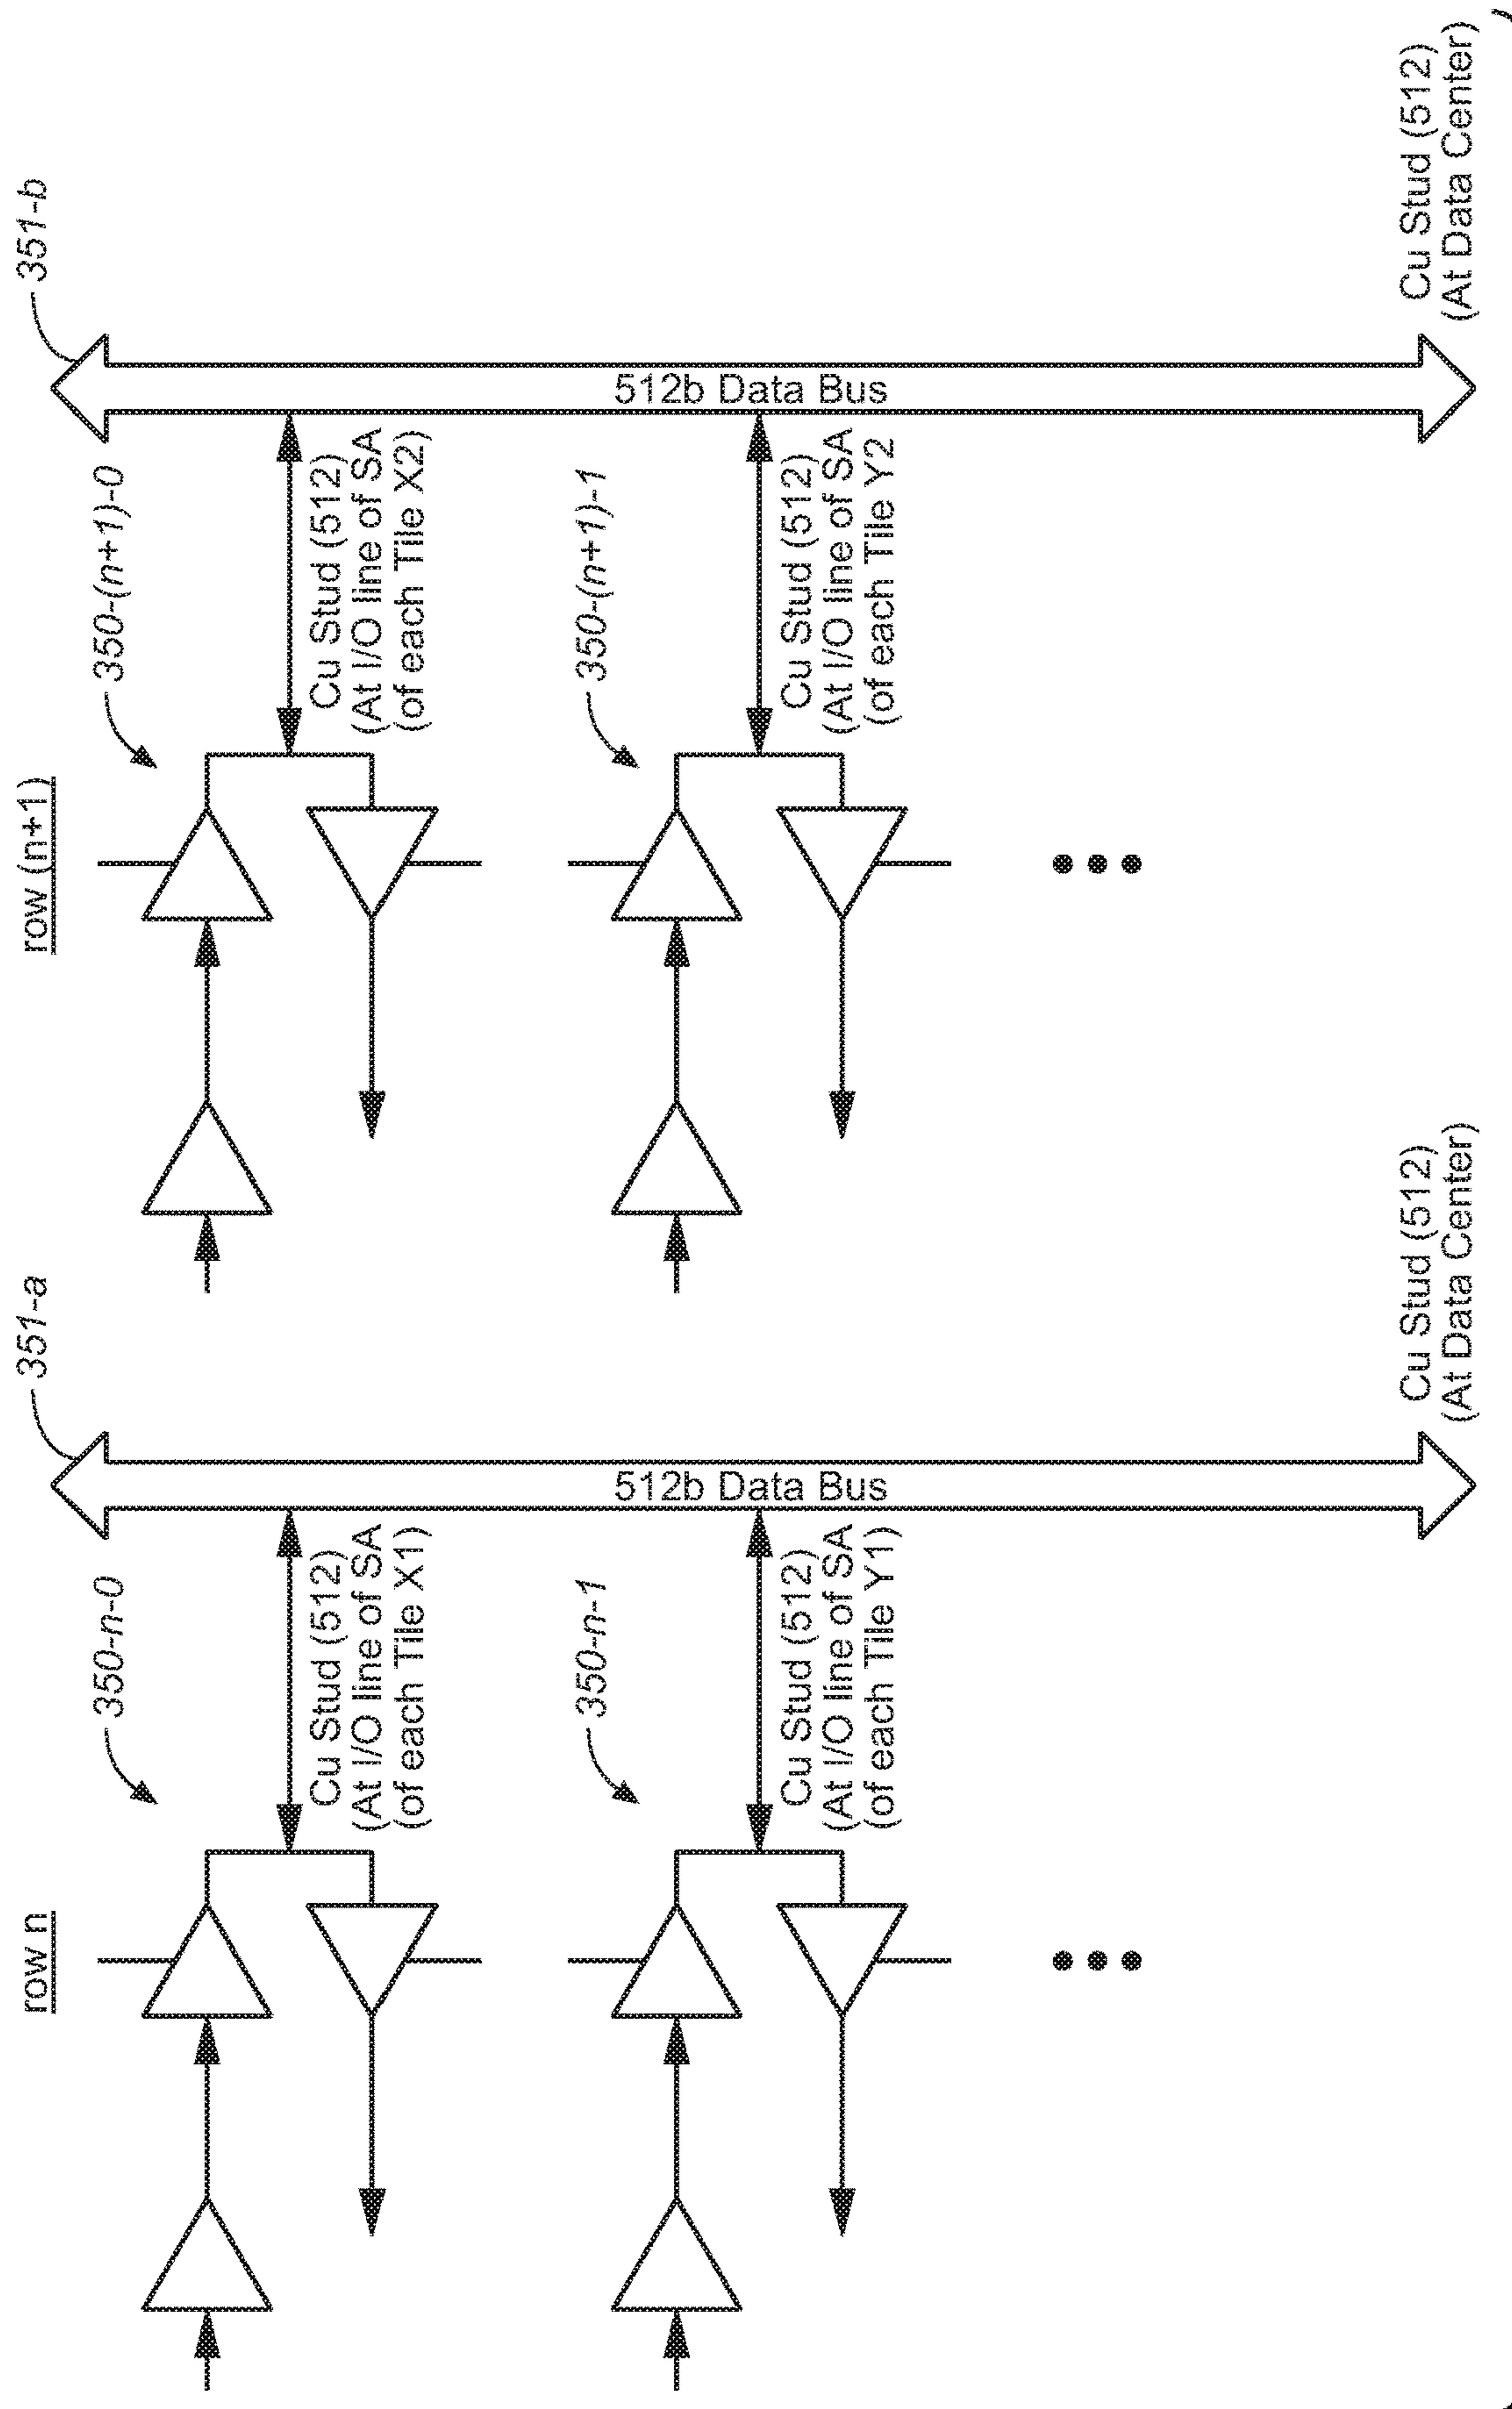 row n
350-n-0
Cu Stud (512)
(At I/O line of SA
(of each Tile X1)
350-n-1
Cu Stud (512)
(At I/O line of SA
(of each Tile Y1)
351-a
512b Data Bus
Cu Stud (512)
(At Data Center)
row (n+1)
350-(n+1)-0
Cu Stud (512)
(At I/O line of SA
(of each Tile X2)
350-(n+1)-1
Cu Stud (512)
(At I/O line of SA
(of each Tile Y2
351-b
512b Data Bus
Cu Stud (512)
(At Data Center)